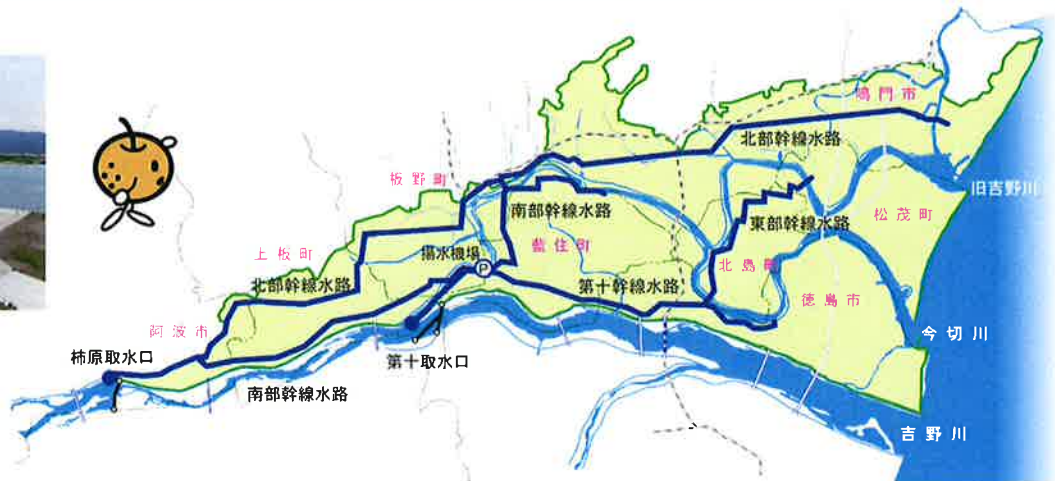 鳴門市
北部幹線水路
板野町
旧吉野川
南部幹線水路
松茂町
東部幹線水路
藍住町
上板町
揚水機場
P
北島町
北部幹線水路
第十幹線水路
徳島市
阿波市
今切川
柿原取水口
第十取水口
南部幹線水路
吉野川